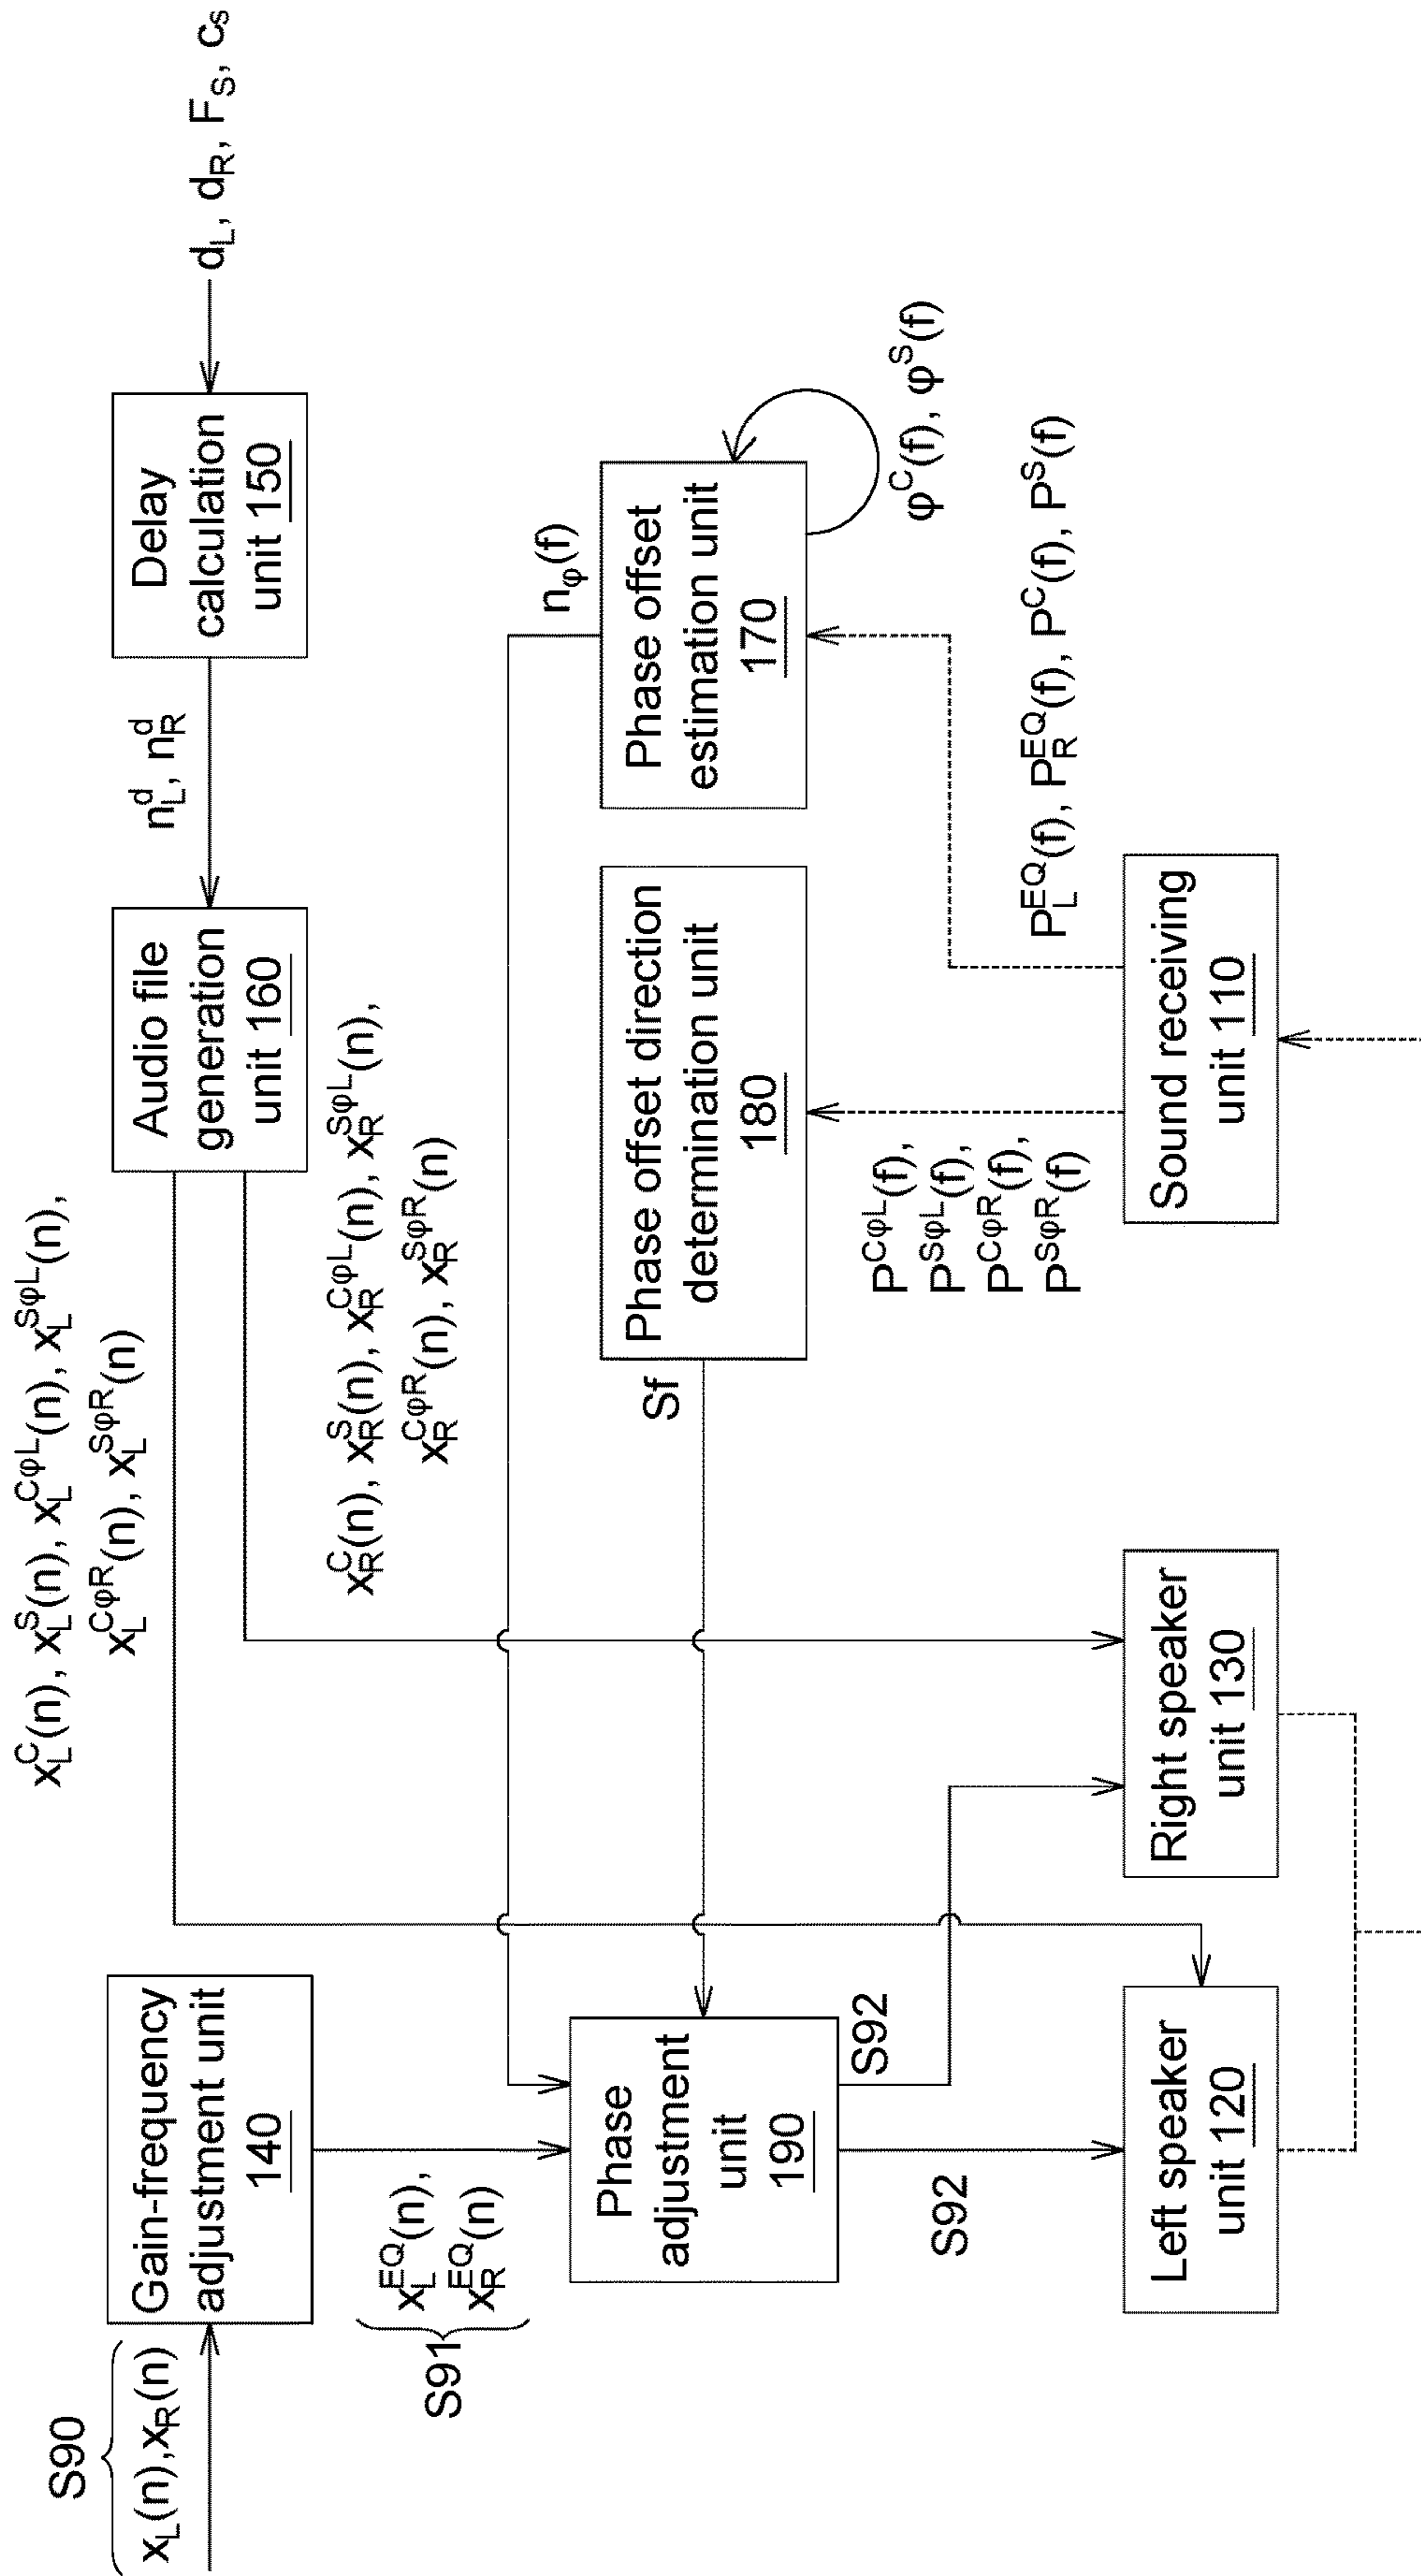 S90
x_L(n),x_R(n)
Gain-frequency
adjustment unit
140
S91
x_L^EQ(n),
x_R^EQ(n)
Phase
adjustment
unit
190
S92
S92
Left speaker
unit 120
Right speaker
unit 130
x_L^C(n), x_L^S(n), x_L^CφL(n), x_L^SφL(n),
x_L^CφR(n), x_L^SφR(n)
x_R^C(n), x_R^S(n), x_R^CφL(n), x_R^SφL(n),
x_R^CφR(n), x_R^SφR(n)
Audio file
generation
unit 160
n_L^d, n_R^d
Delay
calculation
unit 150
d_L, d_R, F_S, c_s
Sf
Phase offset direction
determination unit
180
n_φ(f)
Phase offset
estimation unit
170
φ^C(f), φ^S(f)
P^CφL(f),
P^SφL(f),
P^CφR(f),
P^SφR(f)
P_L^EQ(f), P_R^EQ(f), P^C(f), P^S(f)
Sound receiving
unit 110